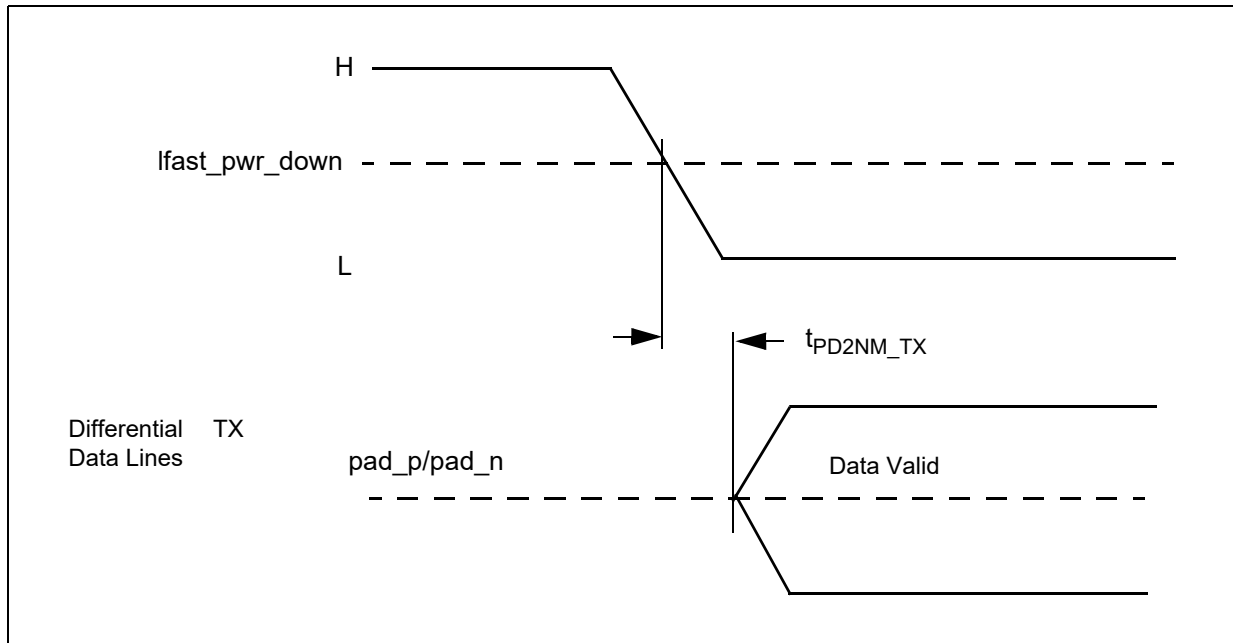 H
lfast_pwr_down
L
tPD2NM_TX
Differential TX
Data Lines
pad_p/pad_n
Data Valid